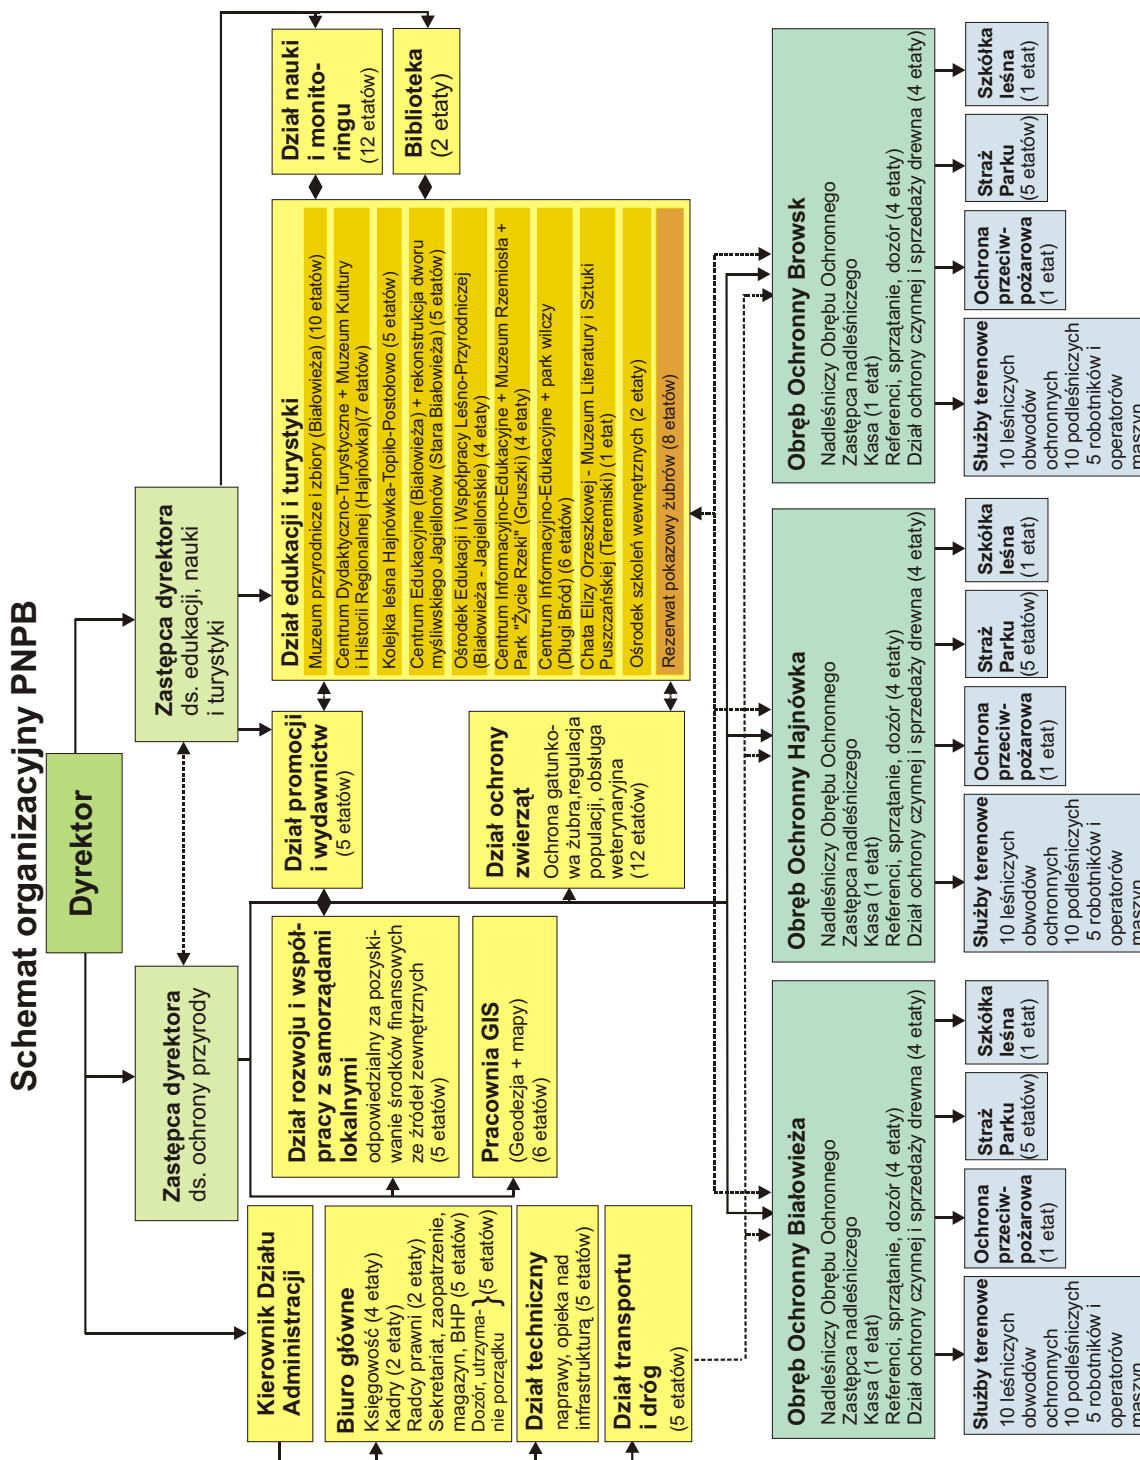 Schemat organizacyjny PNPB
Dyrektor
Zastępca dyrektora
ds. ochrony przyrody
Zastępca dyrektora
ds. edukacji, nauki
i turystyki
Kierownik Działu
Administracji
Biuro główne
Księgowość (4 etaty)
Kadry (2 etaty)
Radcy prawni (2 etaty)
Sekretariat, zaopatrzenie,
magazyn, BHP (5 etatów)
Dozór, utrzyma-
nie porządku
} (5 etatów)
Dział techniczny
naprawy, opieka nad
infrastrukturą (5 etatów)
Dział transportu
i dróg
(5 etatów)
Dział rozwoju i współ-
pracy z samorządami
lokalnymi
odpowiedzialny za pozyski-
wanie środków finansowych
ze źródeł zewnętrznych
(5 etatów)
Pracownia GIS
(Geodezja + mapy)
(6 etatów)
Dział promocji
i wydawnictw
(5 etatów)
Dział ochrony
zwierząt
Ochrona gatunko-
wa żubra,regulacja
populacji, obsługa
weterynaryjna
(12 etatów)
Dział edukacji i turystyki
Muzeum przyrodnicze i zbiory (Białowieża) (10 etatów)
Centrum Dydaktyczno-Turystyczne + Muzeum Kultury
i Historii Regionalnej (Hajnówka)(7 etatów)
Kolejka leśna Hajnówka-Topiło-Postołowo (5 etatów)
Centrum Edukacyjne (Białowieża) + rekonstrukcja dworu
myśliwskiego Jagiellonów (Stara Białowieża) (5 etatów)
Ośrodek Edukacji i Współpracy Leśno-Przyrodniczej
(Białowieża - Jagiellońskie) (4 etaty)
Centrum Informacyjno-Edukacyjne + Muzeum Rzemiosła +
Park "Życie Rzeki" (Gruszki) (4 etaty)
Centrum Informacyjno-Edukacyjne + park wilczy
(Długi Bród) (6 etatów)
Chata Elizy Orzeszkowej - Muzeum Literatury i Sztuki
Puszczańskiej (Teremiski) (1 etat)
Ośrodek szkoleń wewnętrznych (2 etaty)
Rezerwat pokazowy żubrów (8 etatów)
Dział nauki
i monito-
ringu
(12 etatów)
Biblioteka
(2 etaty)
Obręb Ochronny Białowieża
Nadleśniczy Obrębu Ochronnego
Zastępca nadleśniczego
Kasa (1 etat)
Referenci, sprzątanie, dozór (4 etaty)
Dział ochrony czynnej i sprzedaży drewna (4 etaty)
Służby terenowe
10 leśniczych
obwodów
ochronnych
10 podleśniczych
5 robotników i
operatorów
maszyn
Ochrona
przeciw-
pożarowa
(1 etat)
Straż
Parku
(5 etatów)
Szkółka
leśna
(1 etat)
Obręb Ochronny Hajnówka
Nadleśniczy Obrębu Ochronnego
Zastępca nadleśniczego
Kasa (1 etat)
Referenci, sprzątanie, dozór (4 etaty)
Dział ochrony czynnej i sprzedaży drewna (4 etaty)
Służby terenowe
10 leśniczych
obwodów
ochronnych
10 podleśniczych
5 robotników i
operatorów
maszyn
Ochrona
przeciw-
pożarowa
(1 etat)
Straż
Parku
(5 etatów)
Szkółka
leśna
(1 etat)
Obręb Ochronny Browsk
Nadleśniczy Obrębu Ochronnego
Zastępca nadleśniczego
Kasa (1 etat)
Referenci, sprzątanie, dozór (4 etaty)
Dział ochrony czynnej i sprzedaży drewna (4 etaty)
Służby terenowe
10 leśniczych
obwodów
ochronnych
10 podleśniczych
5 robotników i
operatorów
maszyn
Ochrona
przeciw-
pożarowa
(1 etat)
Straż
Parku
(5 etatów)
Szkółka
leśna
(1 etat)